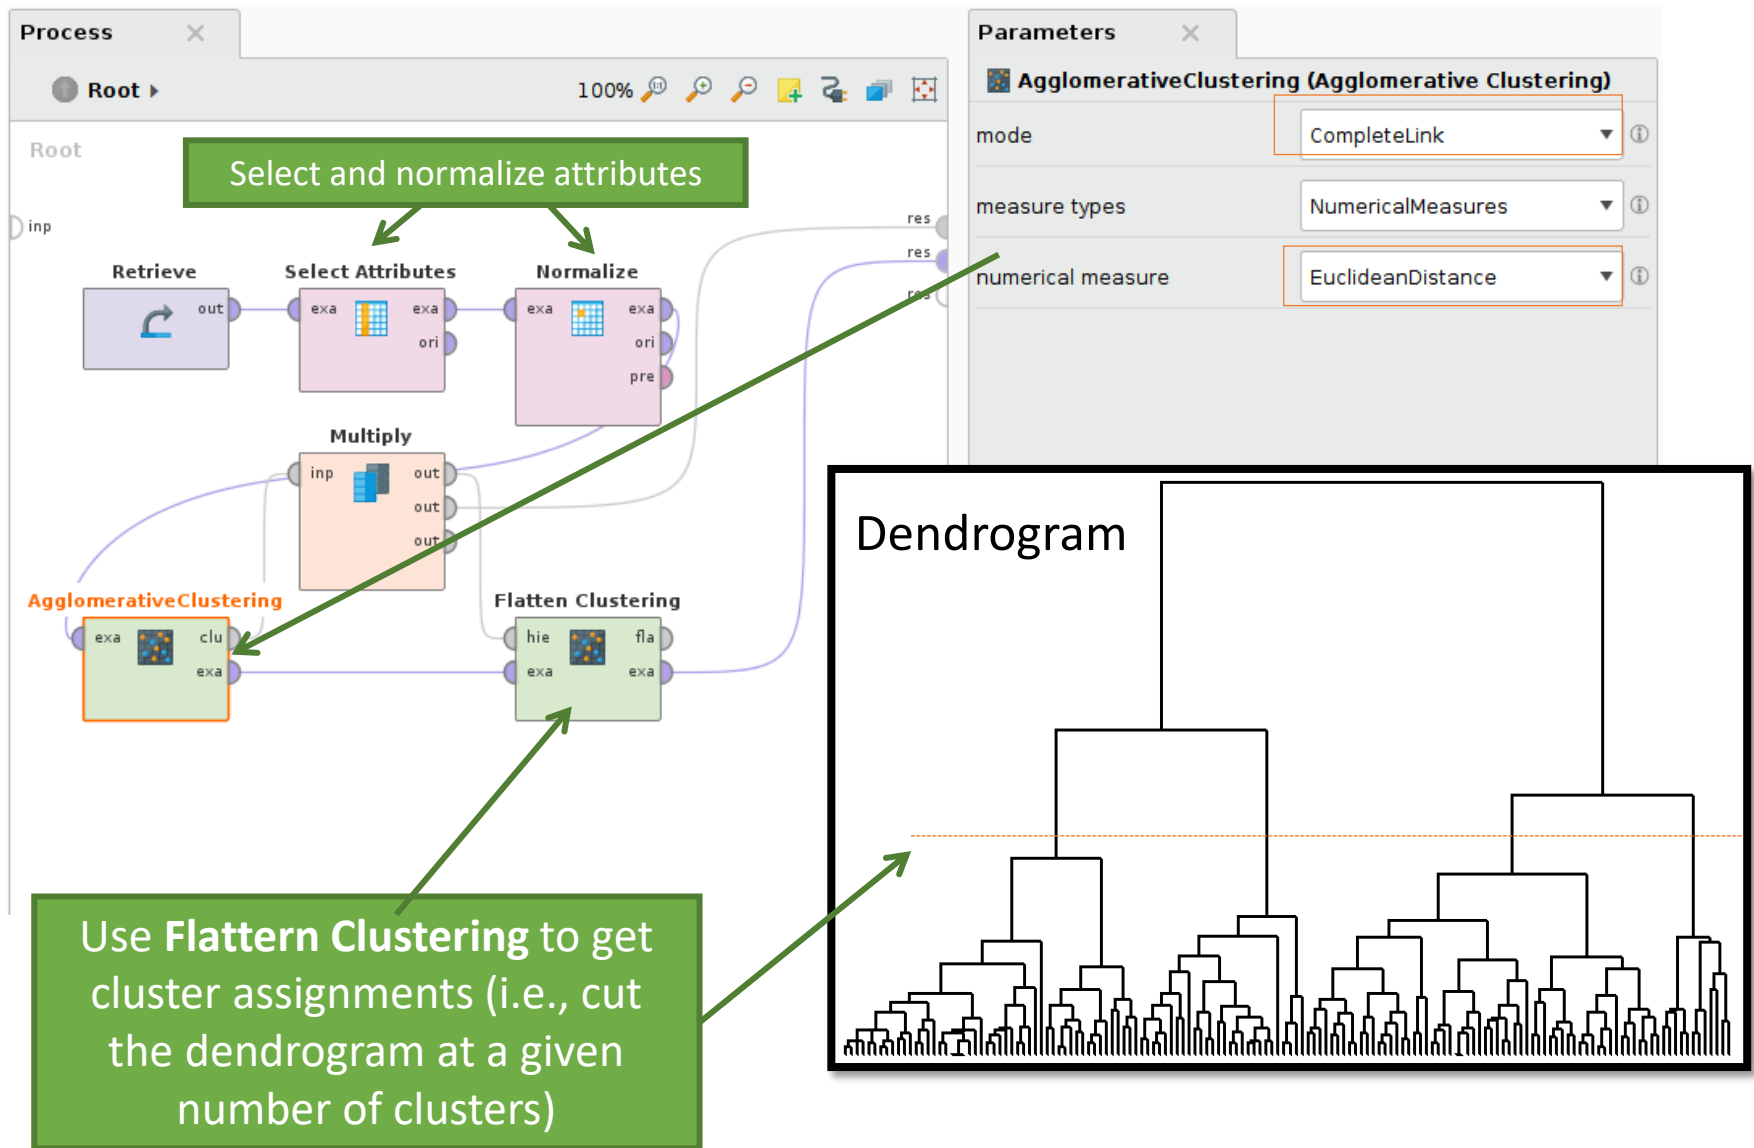 Process
Parameters
Root
100%
AgglomerativeClustering (Agglomerative Clustering)
mode
CompleteLink
measure types
NumericalMeasures
numerical measure
EuclideanDistance
Root
Select and normalize attributes
inp
res
res
res
Retrieve
out
Select Attributes
exa exa
ori
Normalize
exa exa
ori
pre
Multiply
inp out
out
out
AgglomerativeClustering
exa clu
exa
Flatten Clustering
hie fla
exa exa
Dendrogram
Use Flattern Clustering to get
cluster assignments (i.e., cut
the dendrogram at a given
number of clusters)